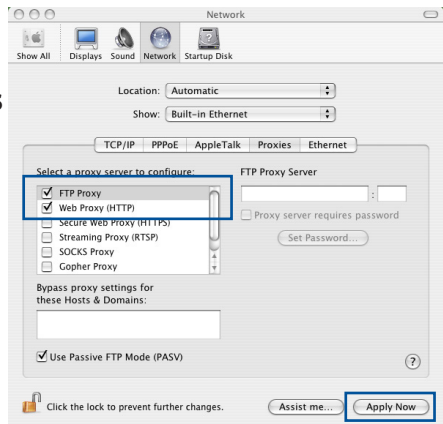 Network
Show All Displays Sound Network Startup Disk
Location: Automatic
Show: Built-in Ethernet
TCP/IP PPPoE AppleTalk Proxies Ethernet
Select a proxy server to configure: FTP Proxy Server
FTP Proxy :
Web Proxy (HTTP) Proxy server requires password
Secure Web Proxy (HTTPS)
Streaming Proxy (RTSP) Set Password...
SOCKS Proxy
Gopher Proxy
Bypass proxy settings for
these Hosts & Domains:
Use Passive FTP Mode (PASV) ?
Click the lock to prevent further changes. Assist me... Apply Now